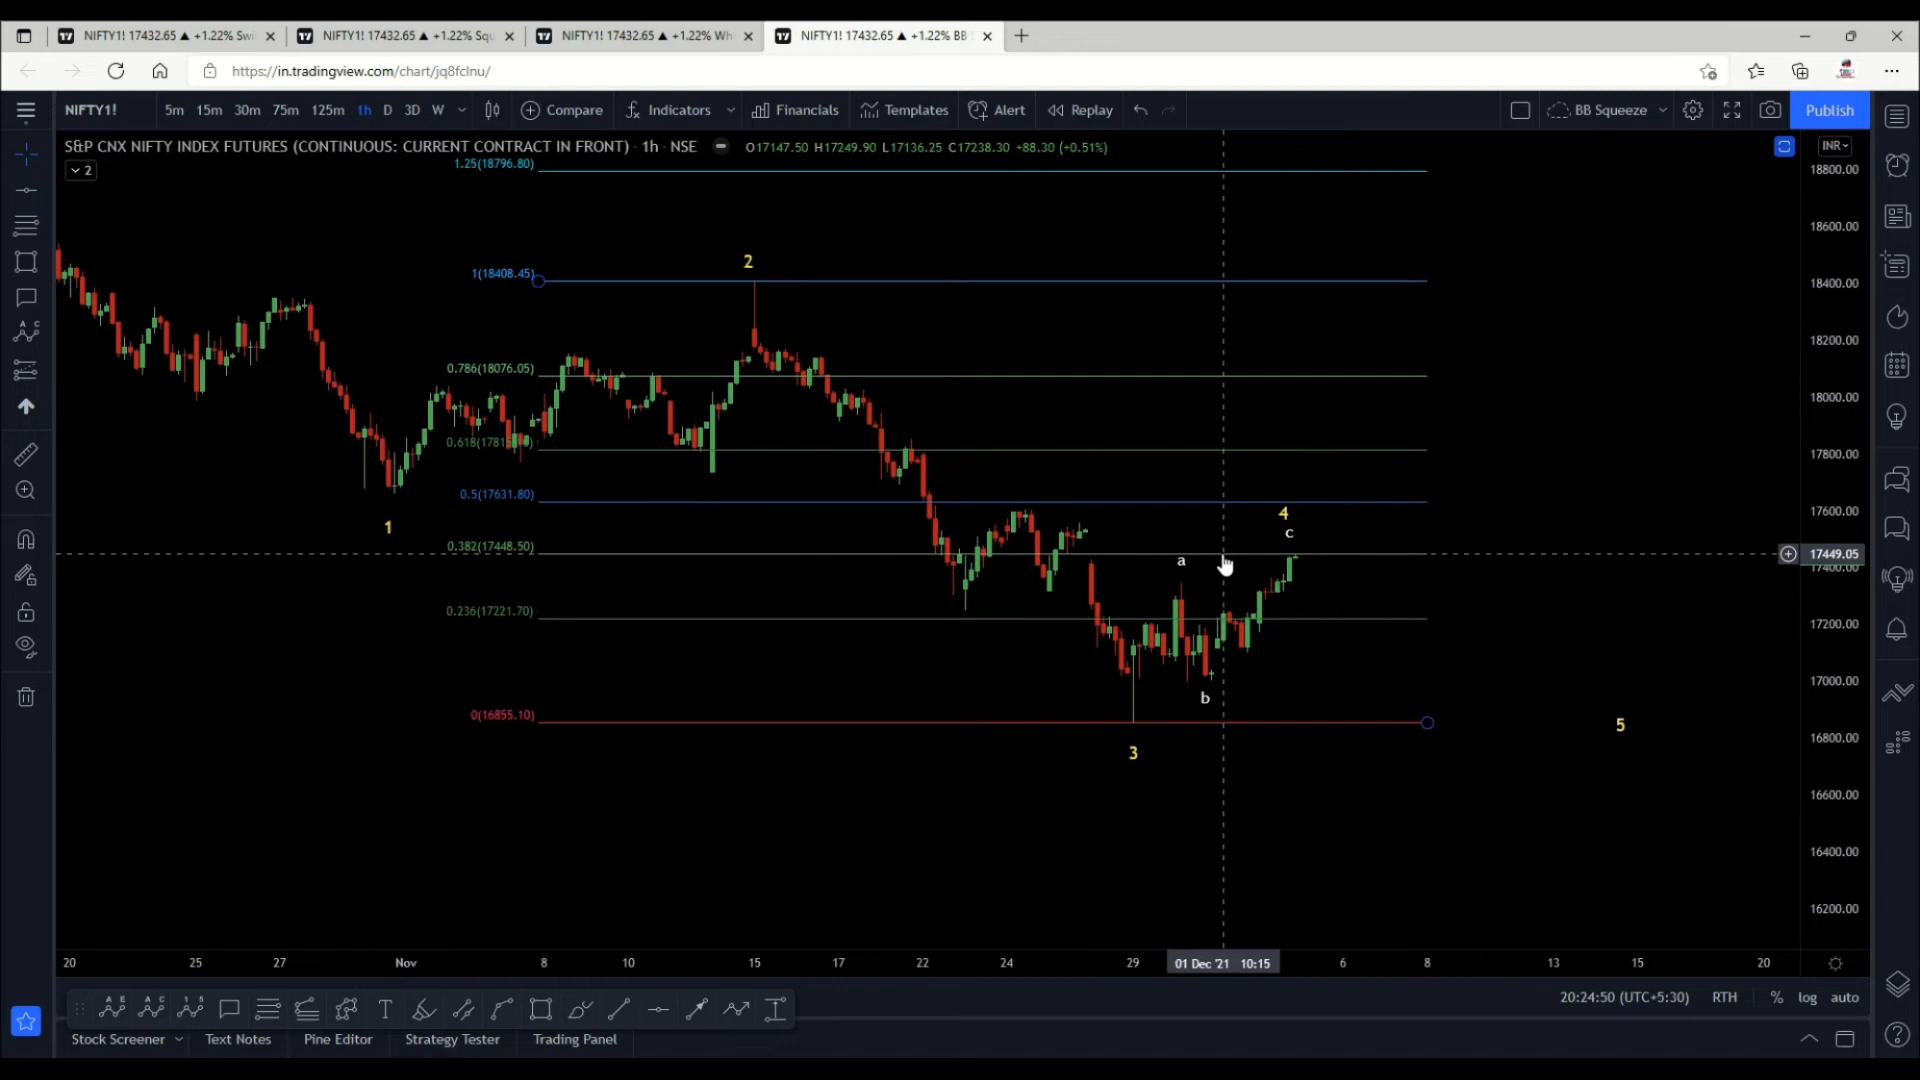 NIFTY1! 17432.65 ▲ +1.22% Swi
NIFTY1! 17432.65 ▲ +1.22% Squ
NIFTY1! 17432.65 ▲ +1.22% Wh
NIFTY1! 17432.65 ▲ +1.22% BB
https://in.tradingview.com/chart/jq8fclnu/
NIFTY1! 5m 15m 30m 75m 125m 1h D 3D W Compare Indicators Financials Templates Alert Replay BB Squeeze Publish
S&P CNX NIFTY INDEX FUTURES (CONTINUOUS: CURRENT CONTRACT IN FRONT) · 1h · NSE O17147.50 H17249.90 L17136.25 C17238.30 +88.30 (+0.51%) INR
2
1.25(18796.80)
18800.00
18600.00
2
1(18408.45)
18400.00
18200.00
0.786(18076.05)
18000.00
0.618(17815
17800.00
0.5(17631.80)
17600.00
4
1
c
0.382(17448.50)
17449.05
a
17400.00
0.236(17221.70)
17200.00
17000.00
b
0(16855.10)
5
16800.00
3
16600.00
16400.00
16200.00
20 25 27 Nov 8 10 15 17 22 24 29 01 Dec '21 10:15 6 8 13 15 20
20:24:50 (UTC+5:30) RTH % log auto
Stock Screener Text Notes Pine Editor Strategy Tester Trading Panel